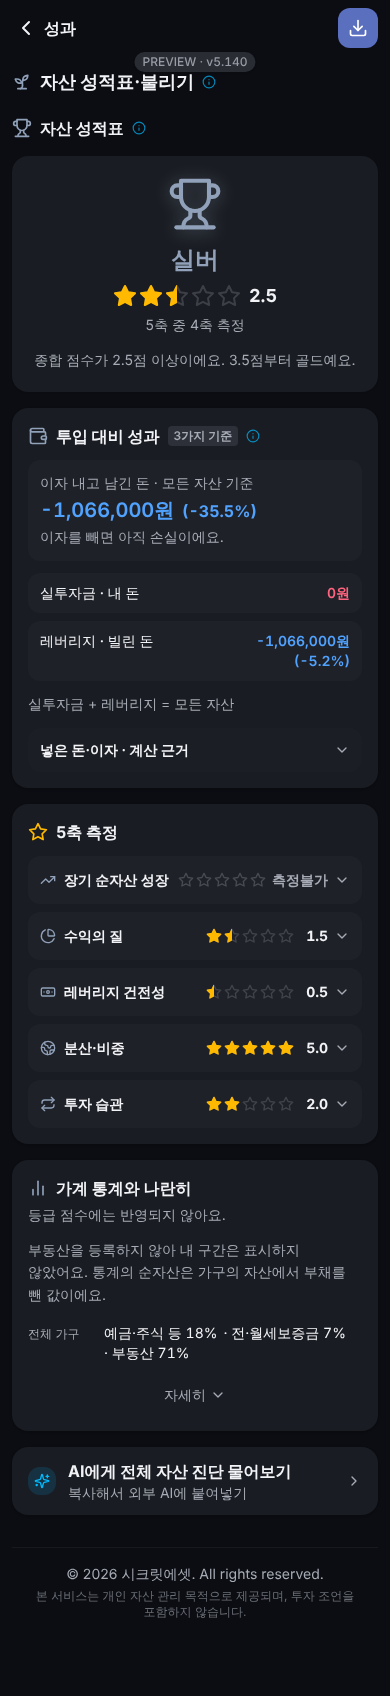 성과
PREVIEW · v5.140
자산 성적표·불리기
자산 성적표
실버
2.5
5축 중 4축 측정
종합 점수가 2.5점 이상이에요. 3.5점부터 골드예요.
투입 대비 성과 3가지 기준
이자 내고 남긴 돈 · 모든 자산 기준
-1,066,000원 (-35.5%)
이자를 빼면 아직 손실이에요.
실투자금 · 내 돈 0원
레버리지 · 빌린 돈 -1,066,000원
(-5.2%)
실투자금 + 레버리지 = 모든 자산
넣은 돈·이자 · 계산 근거
5축 측정
장기 순자산 성장 측정불가
수익의 질 1.5
레버리지 건전성 0.5
분산·비중 5.0
투자 습관 2.0
가계 통계와 나란히
등급 점수에는 반영되지 않아요.
부동산을 등록하지 않아 내 구간은 표시하지
않았어요. 통계의 순자산은 가구의 자산에서 부채를
뺀 값이에요.
전체 가구 예금·주식 등 18% · 전·월세보증금 7%
· 부동산 71%
자세히
AI에게 전체 자산 진단 물어보기
복사해서 외부 AI에 붙여넣기
© 2026 시크릿에셋. All rights reserved.
본 서비스는 개인 자산 관리 목적으로 제공되며, 투자 조언을
포함하지 않습니다.